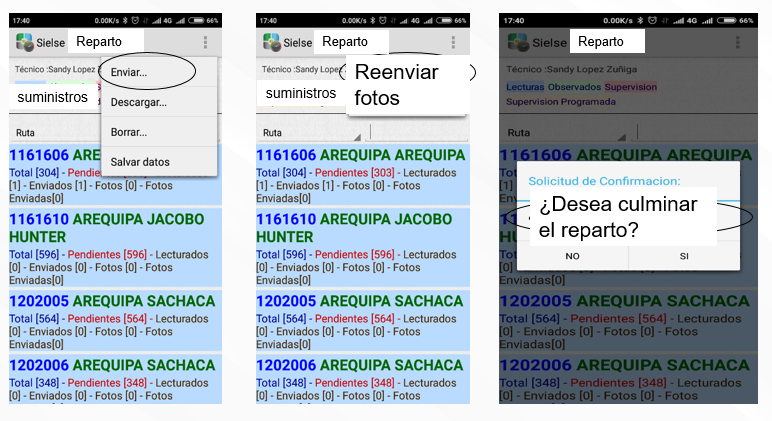 17:40 0.00K/s 4G 4G 66%
Sielse Reparto
Técnico :Sandy Lopez
Enviar...
suministros
Descargar...
Ruta
Borrar...
Salvar datos
1161606 ARE
Total [304] - Pendie
[1] - Enviados [1] - Fotos [0] - Fotos
Enviadas[0]
1161610 AREQUIPA JACOBO
HUNTER
Total [596] - Pendientes [596] - Lecturados
[0] - Enviados [0] - Fotos [0] - Fotos
Enviadas[0]
1202005 AREQUIPA SACHACA
Total [564] - Pendientes [564] - Lecturados
[0] - Enviados [0] - Fotos [0] - Fotos
Enviadas[0]
1202006 AREQUIPA SACHACA
Total [348] - Pendientes [348] - Lecturados
[0] - Enviados [0] - Fotos [0] - Fotos
Enviadas[0]
17:40 0.00K/s 4G 4G 66%
Sielse Reparto
Técnico :Sandy Lopez
Reenviar
fotos
suministros
Ruta
1161606 AREQUIPA AREQUIPA
Total [304] - Pendientes [303] - Lecturados
[1] - Enviados [1] - Fotos [0] - Fotos
Enviadas[0]
1161610 AREQUIPA JACOBO
HUNTER
Total [596] - Pendientes [596] - Lecturados
[0] - Enviados [0] - Fotos [0] - Fotos
Enviadas[0]
1202005 AREQUIPA SACHACA
Total [564] - Pendientes [564] - Lecturados
[0] - Enviados [0] - Fotos [0] - Fotos
Enviadas[0]
1202006 AREQUIPA SACHACA
Total [348] - Pendientes [348] - Lecturados
[0] - Enviados [0] - Fotos [0] - Fotos
Enviadas[0]
17:40 0.00K/s 4G 4G 66%
Sielse Reparto
Técnico :Sandy Lopez Zuñiga
Lecturas Observados Supervision
Supervision Programada
Ruta
1161606 AREQUIPA AREQUIPA
Solicitud de Confirmacion:
¿Desea culminar
el reparto?
NO SI
Enviadas[0]
1202005 AREQUIPA SACHACA
Total [564] - Pendientes [564] - Lecturados
[0] - Enviados [0] - Fotos [0] - Fotos
Enviadas[0]
1202006 AREQUIPA SACHACA
Total [348] - Pendientes [348] - Lecturados
[0] - Enviados [0] - Fotos [0] - Fotos
Enviadas[0]